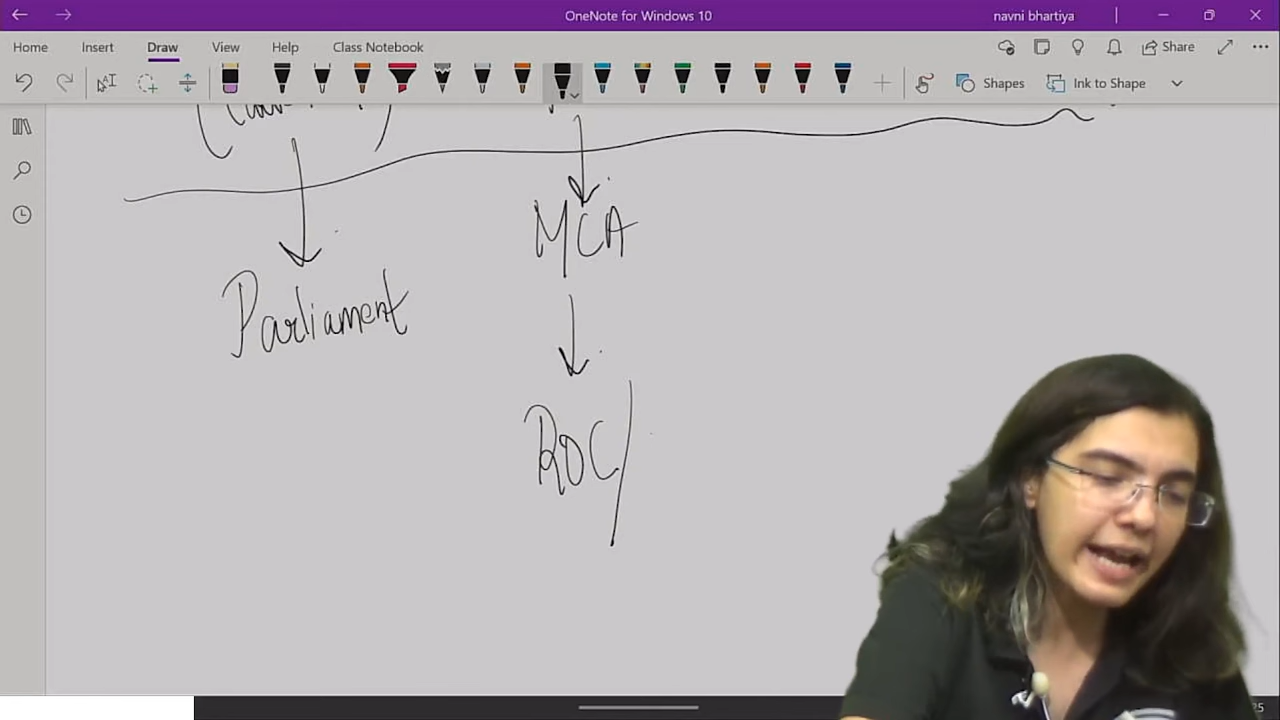 OneNote for Windows 10
navni bhartiya
Home Insert Draw View Help Class Notebook
Share
Shapes
Ink to Shape
MCA
Parliament
ROC/
25